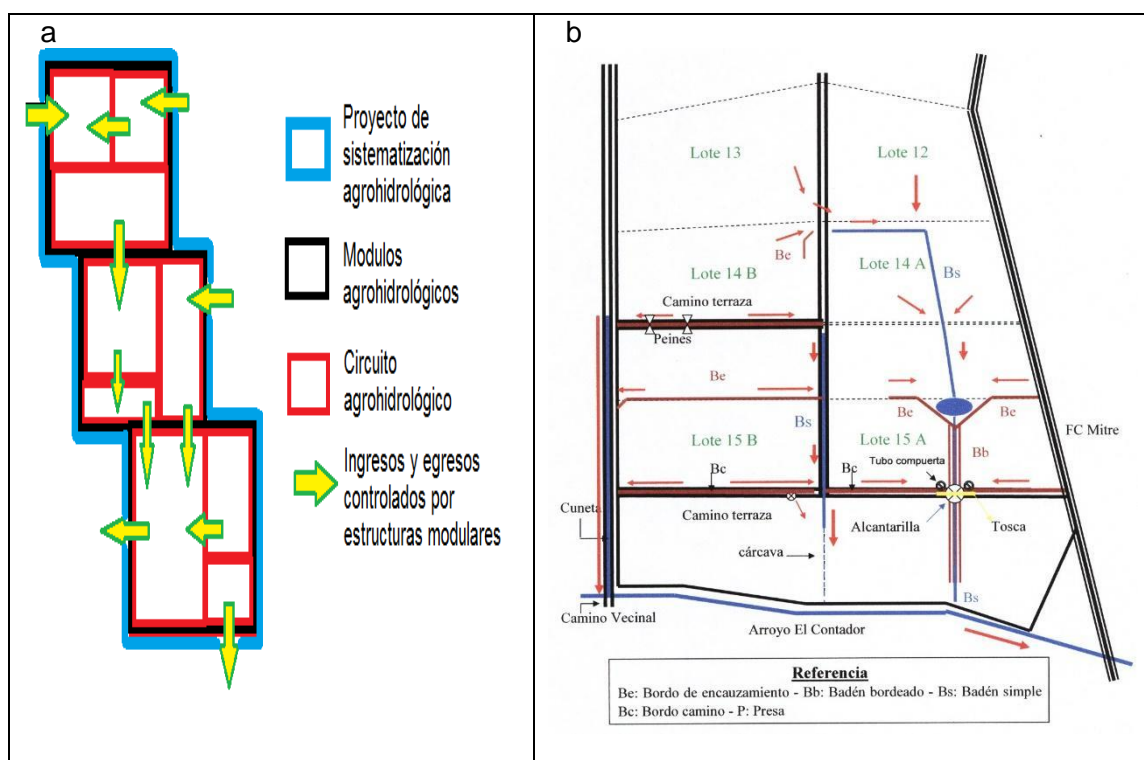 a
Proyecto de
sistematización
agrohidrológica
Modulos
agrohidrológicos
Circuito
agrohidrológico
Ingresos y egresos
controlados por
estructuras modulares
b
Lote 13
Lote 12
Be
Lote 14 B
Lote 14 A
Bs
Camino terraza
Peines
Be
Be
Be
FC Mitre
Bs
Lote 15 B
Lote 15 A
Bb
Tubo compuerta
Bc
Bc
Cuneta
Camino terraza
Alcantarilla
Tosca
cárcava
Bs
Camino Vecinal
Arroyo El Contador
Referencia
Be: Bordo de encauzamiento - Bb: Badén bordeado - Bs: Badén simple
Bc: Bordo camino - P: Presa